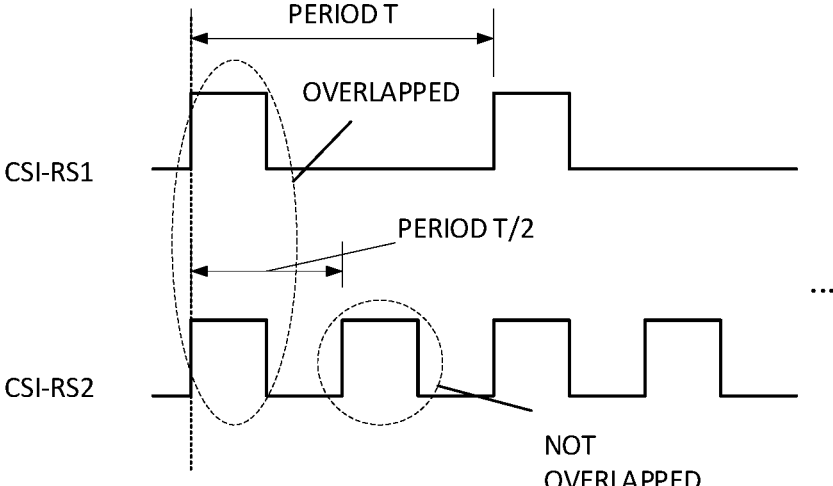 PERIOD T
OVERLAPPED
CSI-RS1
PERIOD T/2
...
CSI-RS2
NOT
OVERLAPPED